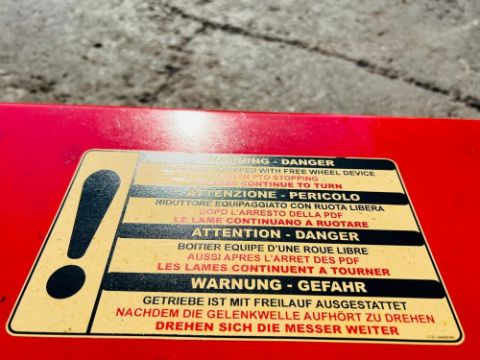 WARNING - DANGER
EQUIPPED WITH FREE WHEEL DEVICE
AFTER PTO STOPPING
CONTINUE TO TURN
ATTENZIONE - PERICOLO
RIDUTTORE EQUIPAGGIATO CON RUOTA LIBERA
DOPO L'ARRESTO DELLA PDF
LE LAME CONTINUANO A RUOTARE
ATTENTION - DANGER
BOITIER EQUIPE D'UNE ROUE LIBRE
AUSSI APRES L'ARRET DES PDF
LES LAMES CONTINUENT A TOURNER
WARNUNG - GEFAHR
GETRIEBE IST MIT FREILAUF AUSGESTATTET
NACHDEM DIE GELENKWELLE AUFHÖRT ZU DREHEN
DREHEN SICH DIE MESSER WEITER